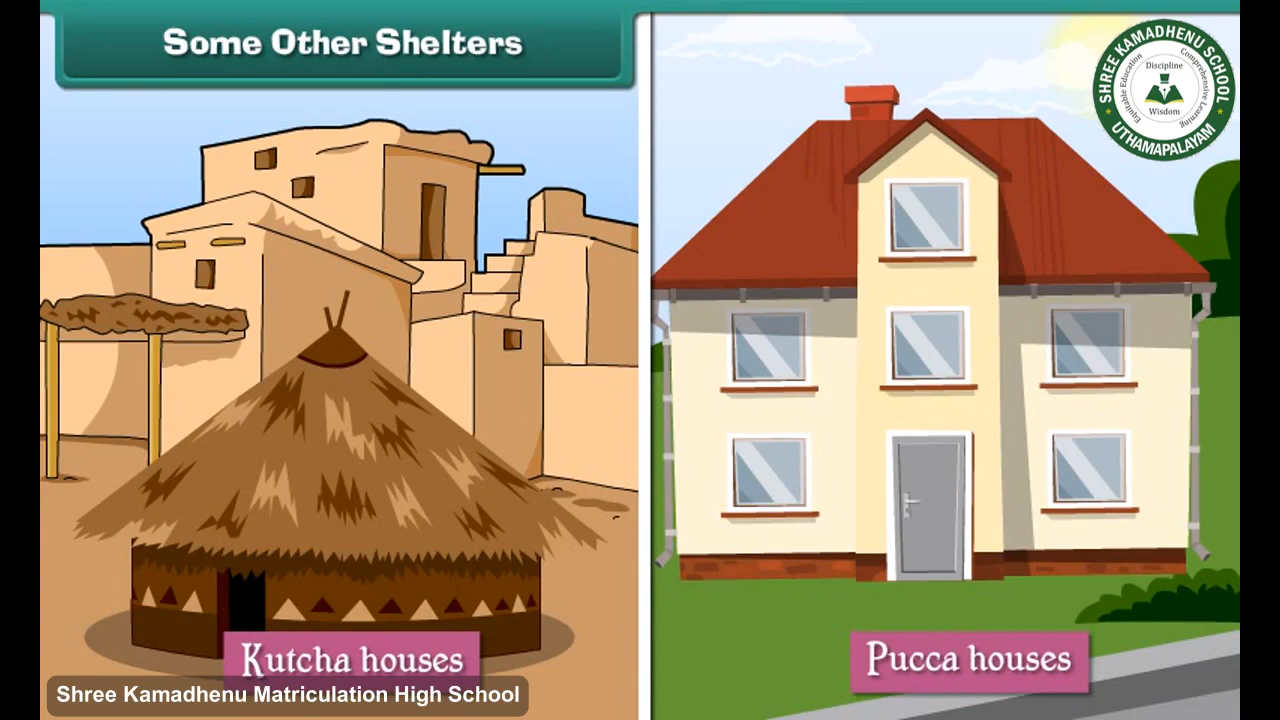 Some Other Shelters
SHREE KAMADHENU SCHOOL
Equitable Education
Discipline
Comprehensive Learning
Wisdom
UTHAMAPALAYAM
Kutcha houses
Pucca houses
Shree Kamadhenu Matriculation High School